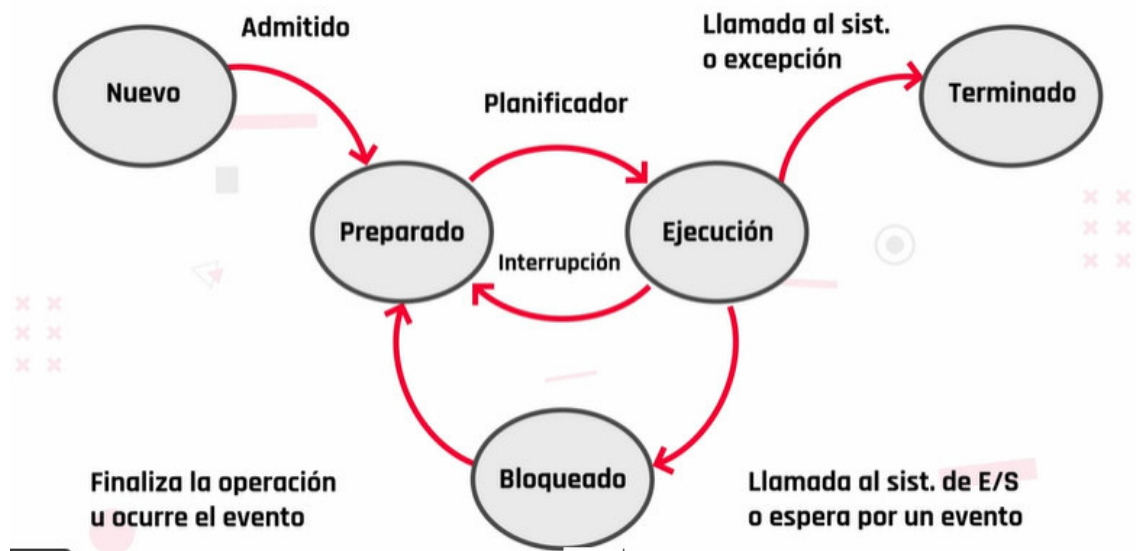 Admitido
Llamada al sist.
o excepción
Nuevo
Planificador
Terminado
Preparado
Ejecución
Interrupción
Bloqueado
Finaliza la operación
u ocurre el evento
Llamada al sist. de E/S
o espera por un evento